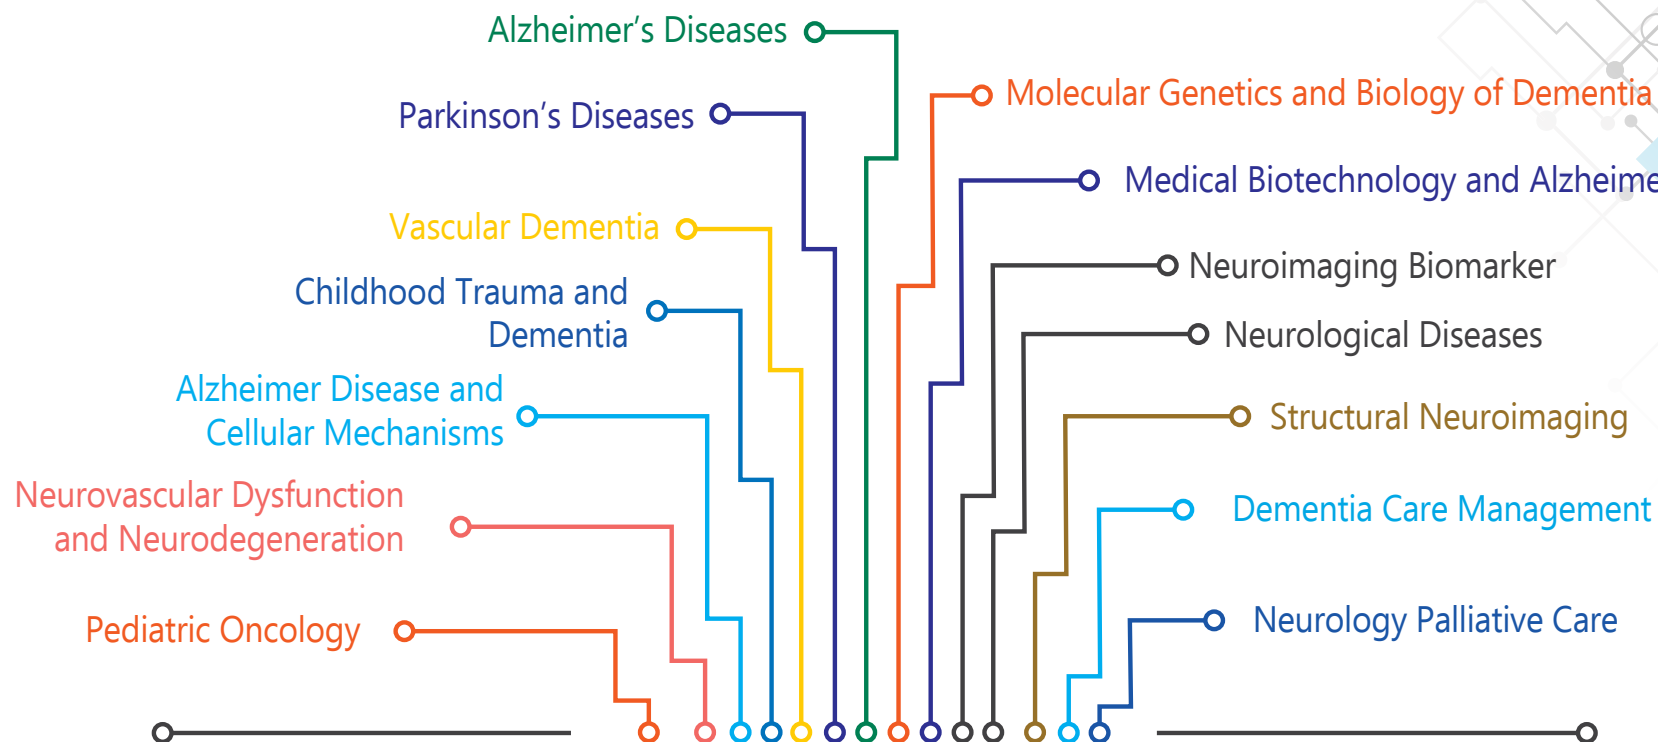 Alzheimer's Diseases
Parkinson's Diseases
Vascular Dementia
Childhood Trauma and
Dementia
Alzheimer Disease and
Cellular Mechanisms
Neurovascular Dysfunction
and Neurodegeneration
Pediatric Oncology
Molecular Genetics and Biology of Dementia
Medical Biotechnology and
Neuroimaging Biomarker
Neurological Diseases
Structural Neuroimaging
Dementia Care Management
Neurology Palliative Care